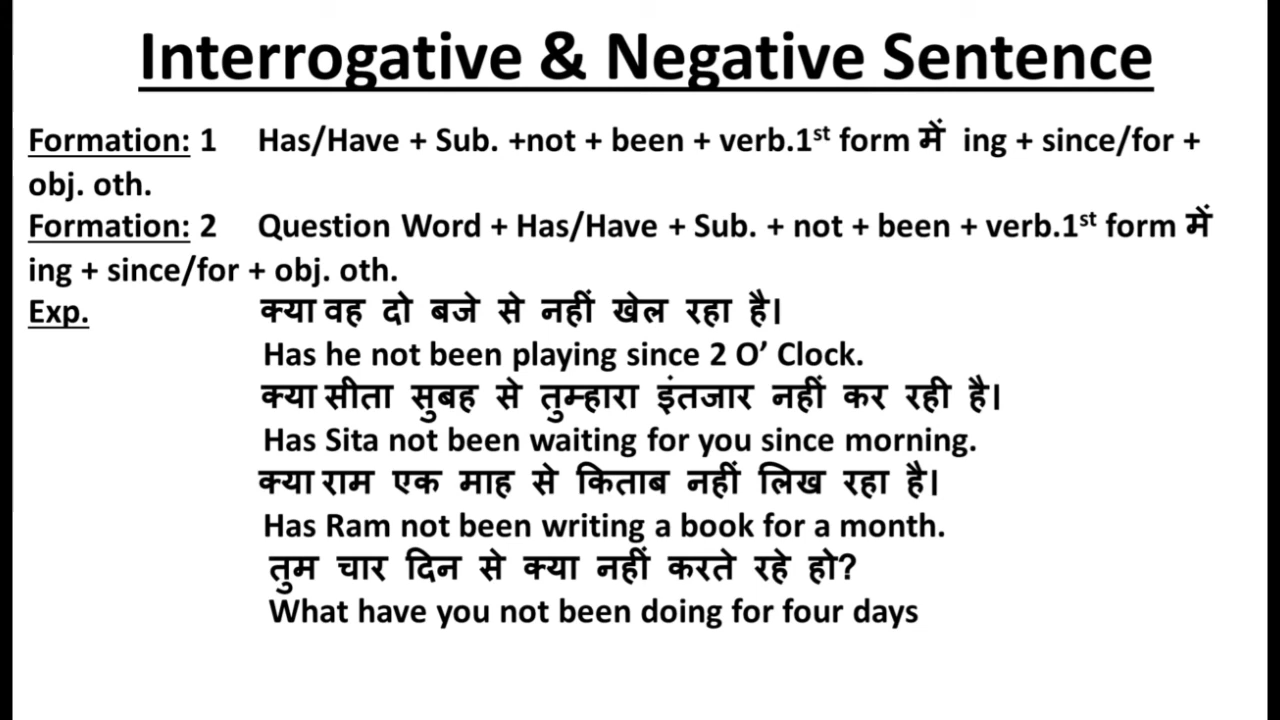 Interrogative & Negative Sentence
Formation: 1 Has/Have + Sub. +not + been + verb.1st form में ing + since/for +
obj. oth.
Formation: 2 Question Word + Has/Have + Sub. + not + been + verb.1st form में
ing + since/for + obj. oth.
Exp. क्या वह दो बजे से नहीं खेल रहा है।
Has he not been playing since 2 O’ Clock.
क्या सीता सुबह से तुम्हारा इंतजार नहीं कर रही है।
Has Sita not been waiting for you since morning.
क्या राम एक माह से किताब नहीं लिख रहा है।
Has Ram not been writing a book for a month.
तुम चार दिन से क्या नहीं करते रहे हो?
What have you not been doing for four days